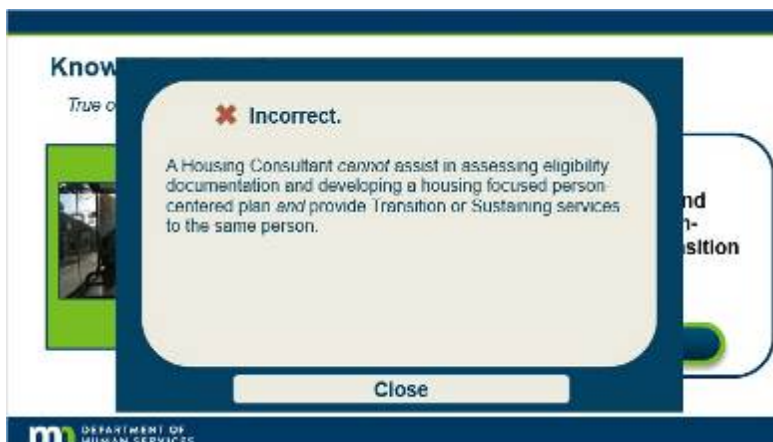 Know
True o
✖ Incorrect.
A Housing Consultant cannot assist in assessing eligibility
documentation and developing a housing focused person
centered plan and provide Transition or Sustaining services
to the same person.
nd
n-
sition
Close
mn DEPARTMENT OF
HUMAN SERVICES